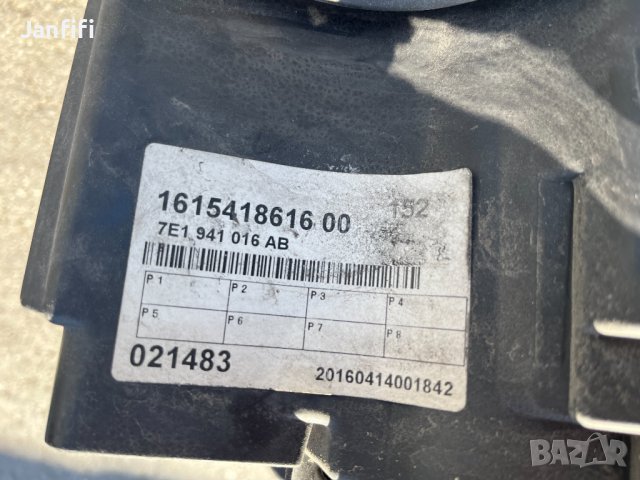 Janfifi
1615418616 00 152
7E1 941 016 AB
P 1 P 2 P 3 P 4
P 5 P 6 P 7 P 8
021483 20160414001842
BAZAR